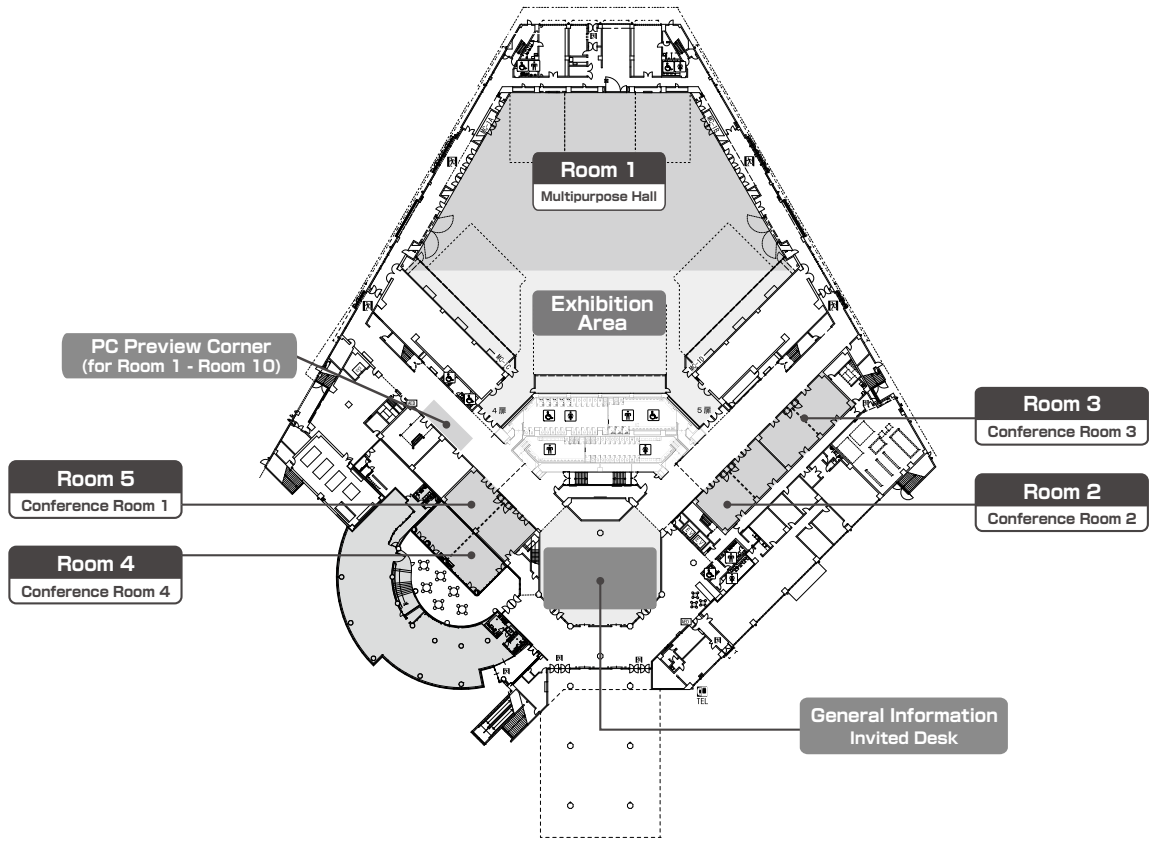 Room 1
Multipurpose Hall
Exhibition
Area
PC Preview Corner
(for Room 1 - Room 10)
4扉
5扉
Room 3
Conference Room 3
Room 5
Conference Room 1
Room 2
Conference Room 2
Room 4
Conference Room 4
TEL
General Information
Invited Desk